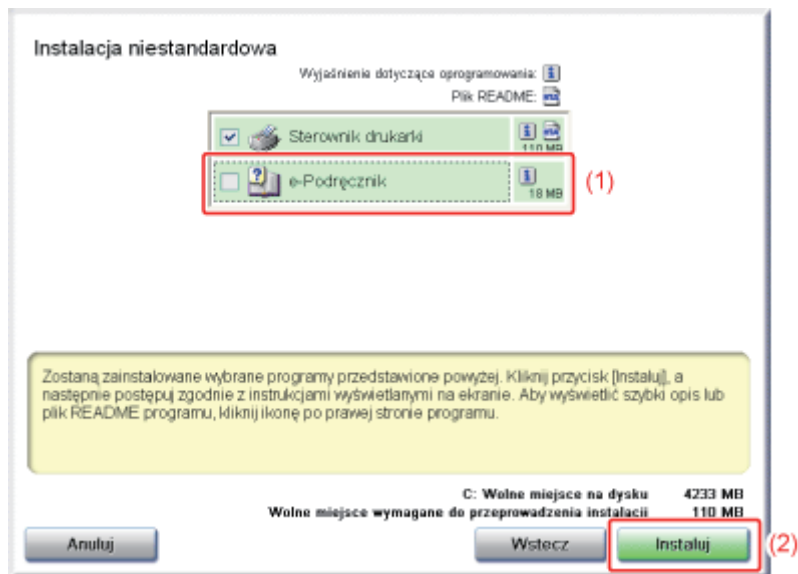 Instalacja niestandardowa
Wyjaśnienie dotyczące oprogramowania:
Plik README:
Sterownik drukarki
110 MB
e-Podręcznik
18 MB
(1)
Zostaną zainstalowane wybrane programy przedstawione powyżej. Kliknij przycisk [Instaluj], a
następnie postępuj zgodnie z instrukcjami wyświetlanymi na ekranie. Aby wyświetlić szybki opis lub
plik README programu, kliknij ikonę po prawej stronie programu.
C: Wolne miejsce na dysku 4233 MB
Wolne miejsce wymagane do przeprowadzenia instalacji 110 MB
Anuluj Wstecz Instaluj (2)